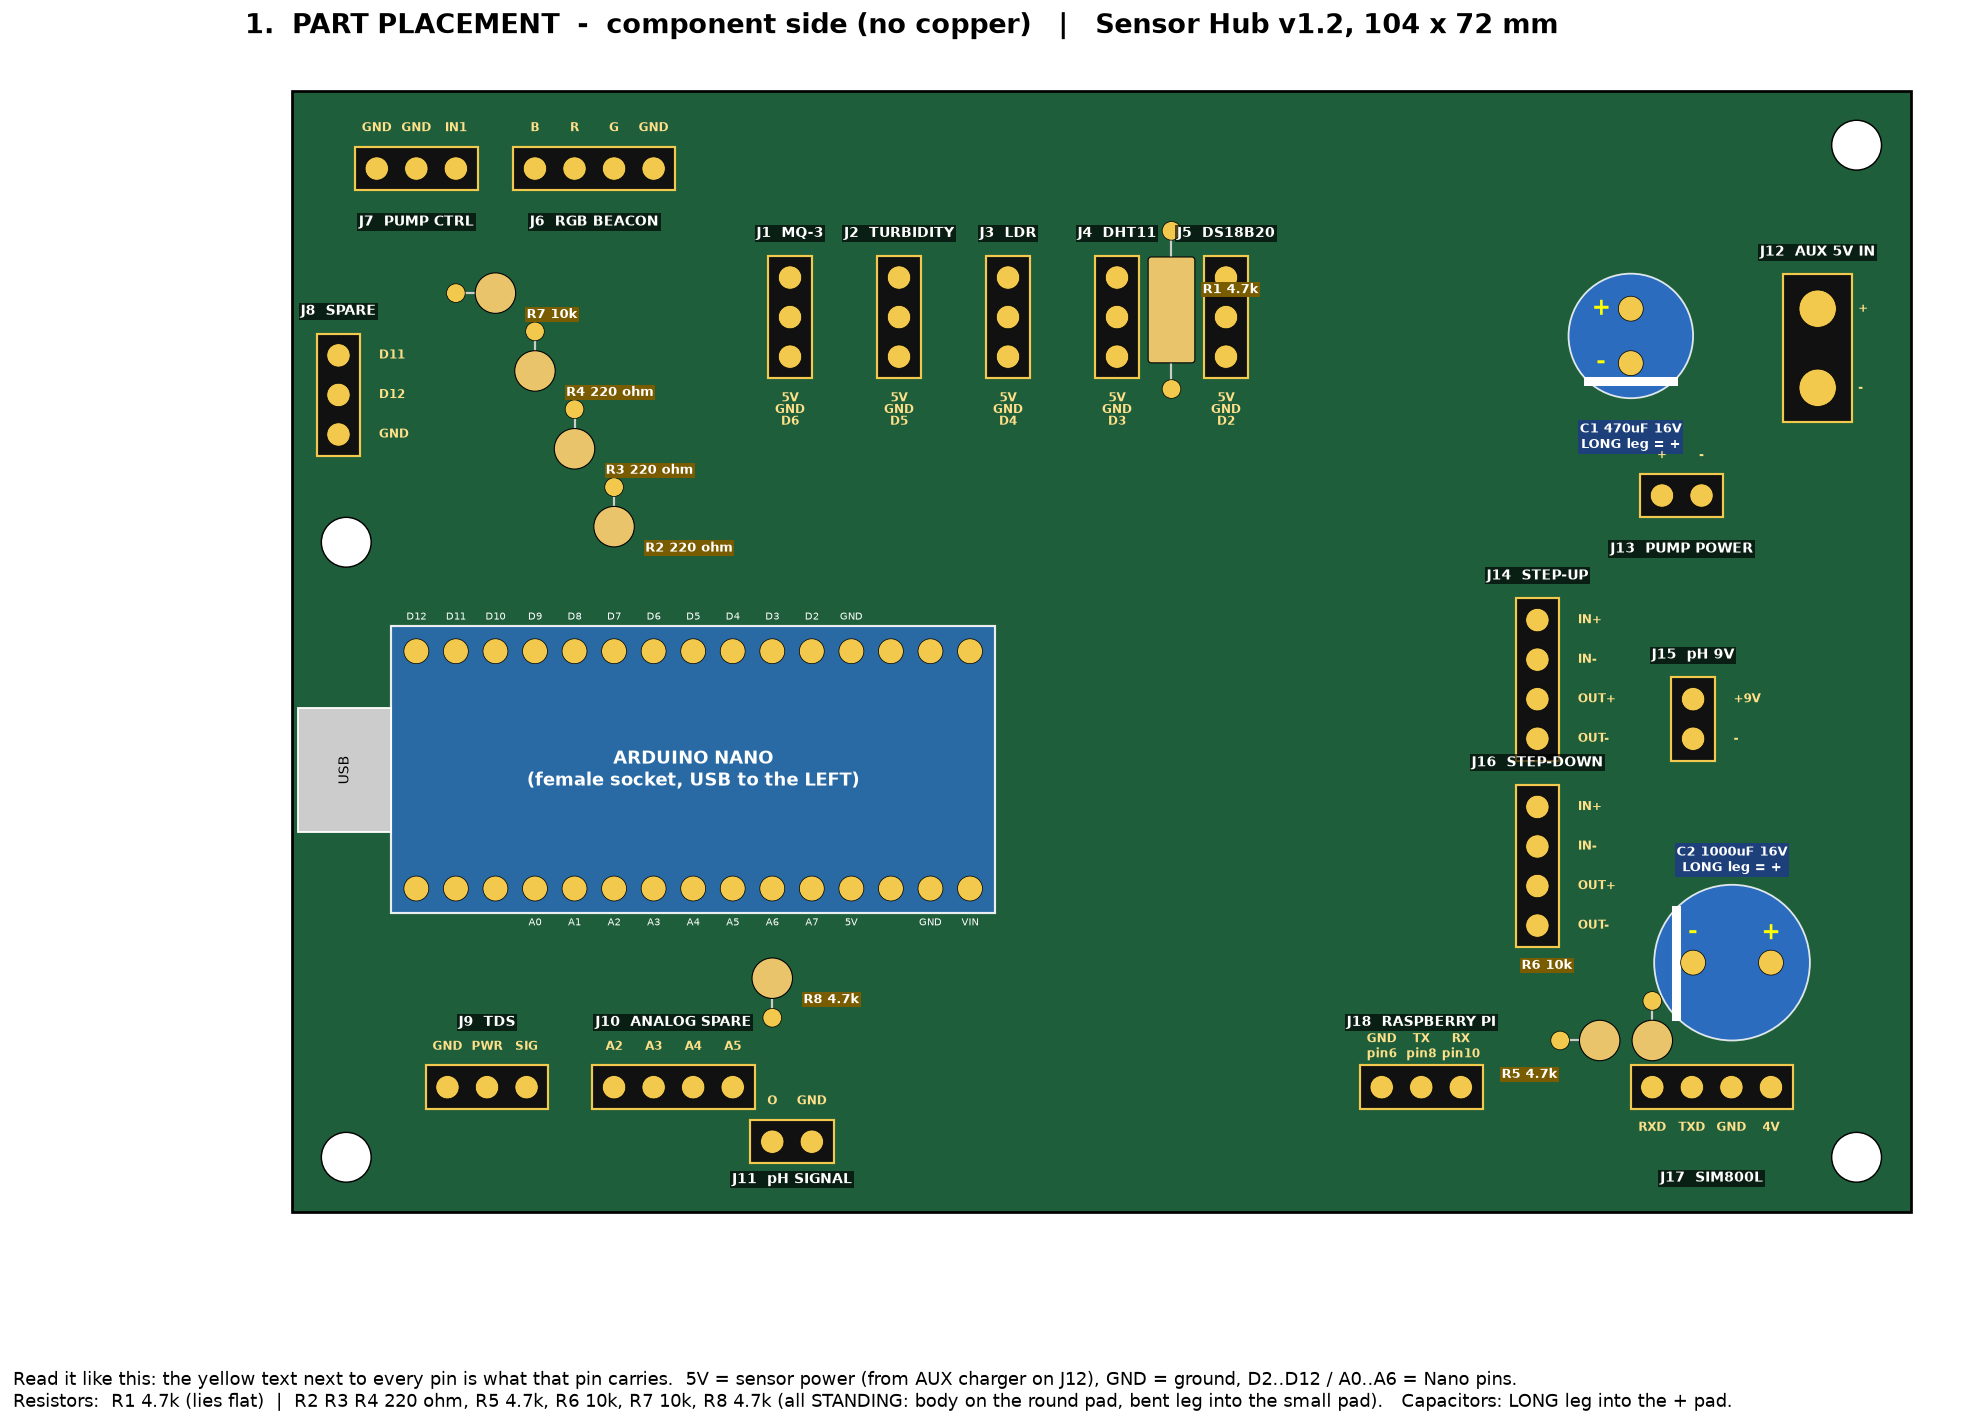 1.  PART PLACEMENT  -  component side (no copper)   |   Sensor Hub v1.2, 104 x 72 mm
GND GND IN1
B R G GND
J7  PUMP CTRL
J6  RGB BEACON
J1  MQ-3
J2  TURBIDITY
J3  LDR
J4  DHT11
J5  DS18B20
J12  AUX 5V IN
R1 4.7k
+
-
+
-
J8  SPARE
R7 10k
D11
D12
GND
R4 220 ohm
5V
GND
D6
5V
GND
D5
5V
GND
D4
5V
GND
D3
5V
GND
D2
C1 470uF 16V
LONG leg = +
+ -
R3 220 ohm
R2 220 ohm
J13  PUMP POWER
J14  STEP-UP
IN+
IN-
OUT+
OUT-
J15  pH 9V
+9V
-
D12 D11 D10 D9 D8 D7 D6 D5 D4 D3 D2 GND
USB
ARDUINO NANO
(female socket, USB to the LEFT)
A0 A1 A2 A3 A4 A5 A6 A7 5V GND VIN
J16  STEP-DOWN
IN+
IN-
OUT+
OUT-
C2 1000uF 16V
LONG leg = +
- +
R6 10k
R8 4.7k
J9  TDS
GND PWR SIG
J10  ANALOG SPARE
A2 A3 A4 A5
O GND
J11  pH SIGNAL
J18  RASPBERRY PI
GND TX RX
pin6 pin8 pin10
R5 4.7k
RXD TXD GND 4V
J17  SIM800L
Read it like this: the yellow text next to every pin is what that pin carries.  5V = sensor power (from AUX charger on J12), GND = ground, D2..D12 / A0..A6 = Nano pins.
Resistors:  R1 4.7k (lies flat)  |  R2 R3 R4 220 ohm, R5 4.7k, R6 10k, R7 10k, R8 4.7k (all STANDING: body on the round pad, bent leg into the small pad).   Capacitors: LONG leg into the + pad.